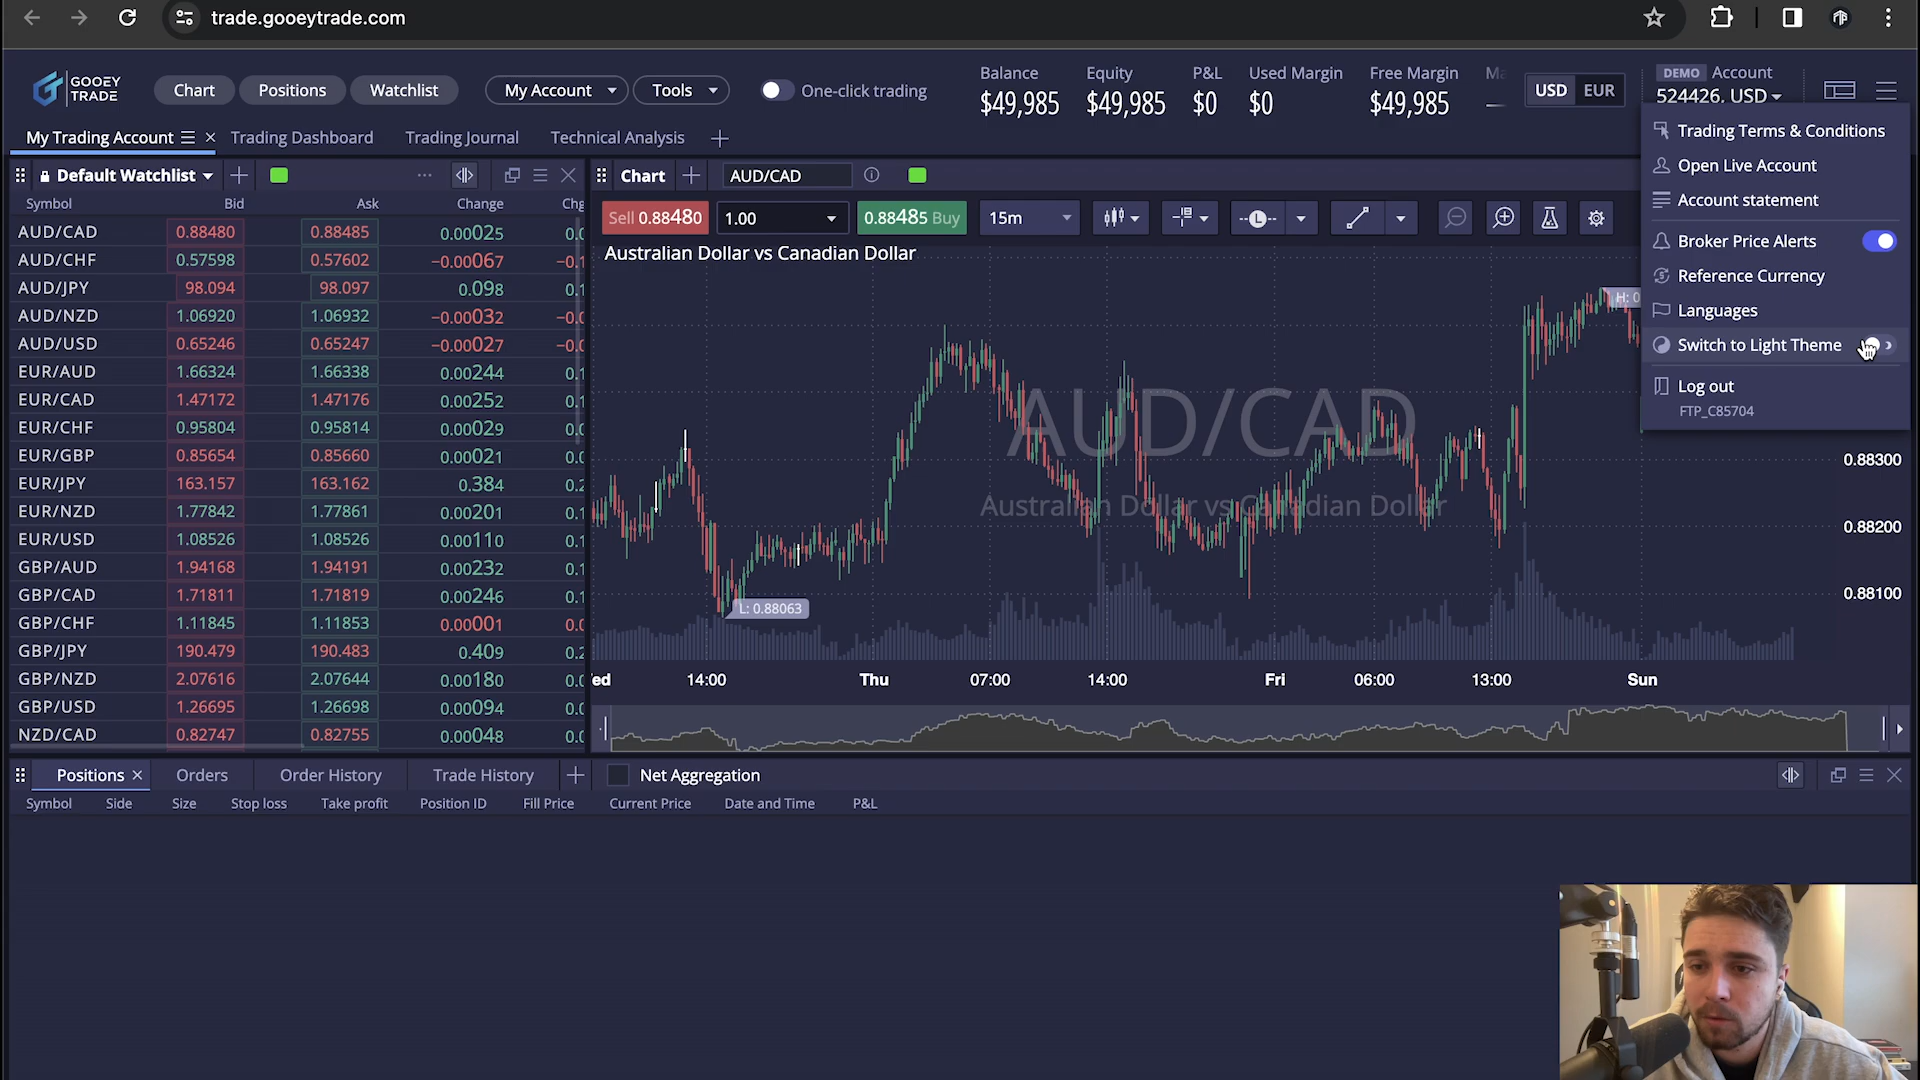 trade.gooeytrade.com
GOOEY
TRADE
Chart
Positions
Watchlist
My Account
Tools
One-click trading
Balance
$49,985
Equity
$49,985
P&L
$0
Used Margin
$0
Free Margin
$49,985
Ma
USD
EUR
DEMO Account
524426, USD
My Trading Account
Trading Dashboard
Trading Journal
Technical Analysis
Default Watchlist
Symbol Bid Ask Change Chg
AUD/CAD 0.88480 0.88485 0.00025 0.0
AUD/CHF 0.57598 0.57602 −0.00067 −0.1
AUD/JPY 98.094 98.097 0.098 0.1
AUD/NZD 1.06920 1.06932 −0.00032 −0.0
AUD/USD 0.65246 0.65247 −0.00027 −0.0
EUR/AUD 1.66324 1.66338 0.00244 0.1
EUR/CAD 1.47172 1.47176 0.00252 0.1
EUR/CHF 0.95804 0.95814 0.00029 0.0
EUR/GBP 0.85654 0.85660 0.00021 0.0
EUR/JPY 163.157 163.162 0.384 0.2
EUR/NZD 1.77842 1.77861 0.00201 0.1
EUR/USD 1.08526 1.08526 0.00110 0.1
GBP/AUD 1.94168 1.94191 0.00232 0.1
GBP/CAD 1.71811 1.71819 0.00246 0.1
GBP/CHF 1.11845 1.11853 0.00001 0.0
GBP/JPY 190.479 190.483 0.409 0.2
GBP/NZD 2.07616 2.07644 0.00180 0.0
GBP/USD 1.26695 1.26698 0.00094 0.0
NZD/CAD 0.82747 0.82755 0.00048 0.0
Chart
AUD/CAD
Sell 0.88480
1.00
0.88485 Buy
15m
L
Australian Dollar vs Canadian Dollar
H: 0
AUD/CAD
Australian Dollar vs Canadian Dollar
L: 0.88063
0.88300
0.88200
0.88100
ed 14:00 Thu 07:00 14:00 Fri 06:00 13:00 Sun
Trading Terms & Conditions
Open Live Account
Account statement
Broker Price Alerts
Reference Currency
Languages
Switch to Light Theme
Log out
FTP_C85704
Positions
Orders
Order History
Trade History
Net Aggregation
Symbol Side Size Stop loss Take profit Position ID Fill Price Current Price Date and Time P&L